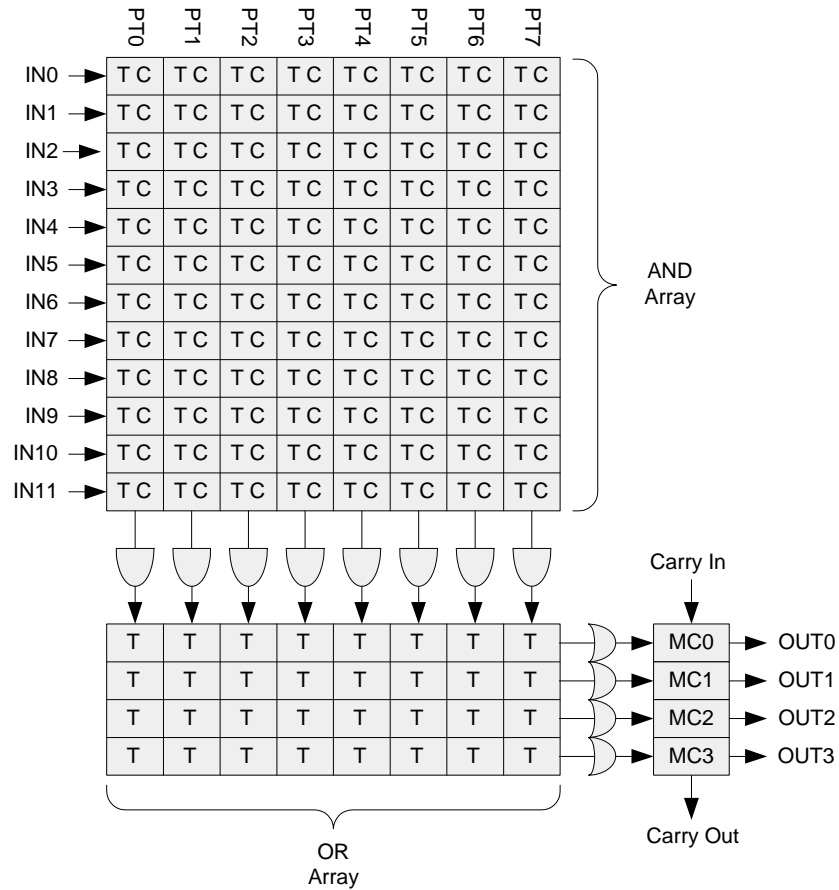 PT0 PT1 PT2 PT3 PT4 PT5 PT6 PT7
IN0 T C T C T C T C T C T C T C T C
IN1 T C T C T C T C T C T C T C T C
IN2 T C T C T C T C T C T C T C T C
IN3 T C T C T C T C T C T C T C T C
IN4 T C T C T C T C T C T C T C T C
IN5 T C T C T C T C T C T C T C T C
IN6 T C T C T C T C T C T C T C T C
IN7 T C T C T C T C T C T C T C T C
IN8 T C T C T C T C T C T C T C T C
IN9 T C T C T C T C T C T C T C T C
IN10 T C T C T C T C T C T C T C T C
IN11 T C T C T C T C T C T C T C T C
AND
Array
Carry In
T T T T T T T T MC0 OUT0
T T T T T T T T MC1 OUT1
T T T T T T T T MC2 OUT2
T T T T T T T T MC3 OUT3
Carry Out
OR
Array